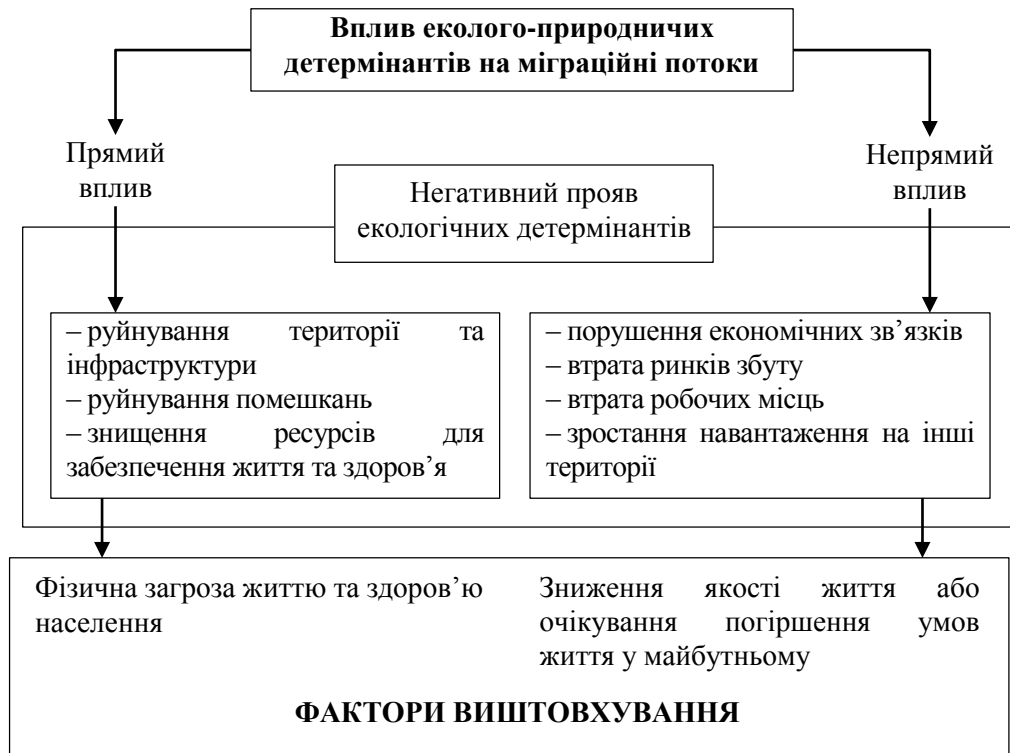 Вплив еколого-природничих
детермінантів на міграційні потоки
Прямий
вплив
Непрямий
вплив
Негативний прояв
екологічних детермінантів
– руйнування території та
інфраструктури
– руйнування помешкань
– знищення ресурсів для
забезпечення життя та здоров’я
– порушення економічних зв’язків
– втрата ринків збуту
– втрата робочих місць
– зростання навантаження на інші
території
Фізична загроза життю та здоров’ю
населення
Зниження якості життя або
очікування погіршення умов
життя у майбутньому
ФАКТОРИ ВИШТОВХУВАННЯ